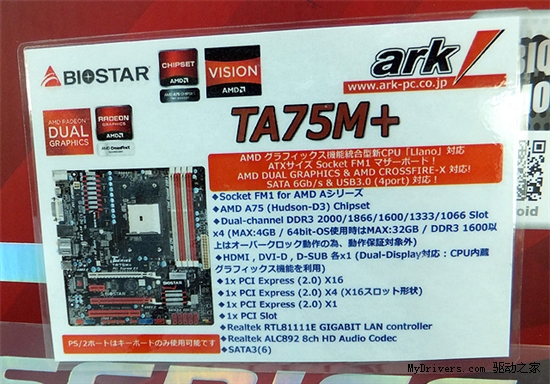 BIOSTAR
CHIPSET
AMD
VISION
AMD
ark
www.ark-pc.co.jp
AMD RADEON
DUAL
GRAPHICS
RADEON
GRAPHICS
AMD
AMD CrossFireX
TA75M+
AMD グラフィックス機能統合型新CPU「Llano」対応
ATXサイズ Socket FM1 マザーボード！
AMD DUAL GRAPHICS & AMD CROSSFIRE-X 対応!
SATA 6Gb/s & USB3.0 (4port) 対応！
◆Socket FM1 for AMD Aシリーズ
◆AMD A75 (Hudson-D3) Chipset
◆Dual-channel DDR3 2000/1866/1600/1333/1066 Slot
x4 (MAX:4GB / 64bit-OS使用時はMAX:32GB / DDR3 1600以
上はオーバークロック動作の為、動作保証対象外)
◆HDMI , DVI-D , D-SUB 各x1 (Dual-Display対応：CPU内蔵
グラフィックス機能を利用)
◆1x PCI Express (2.0) X16
◆1x PCI Express (2.0) X4 (X16スロット形状)
◆1x PCI Express (2.0) X1
◆1x PCI Slot
◆Realtek RTL8111E GIGABIT LAN controller
◆Realtek ALC892 8ch HD Audio Codec
◆SATA3(6)
BIOSTAR
PS/2ポートはキーボードのみ使用可能です
MyDrivers.com 驱动之家